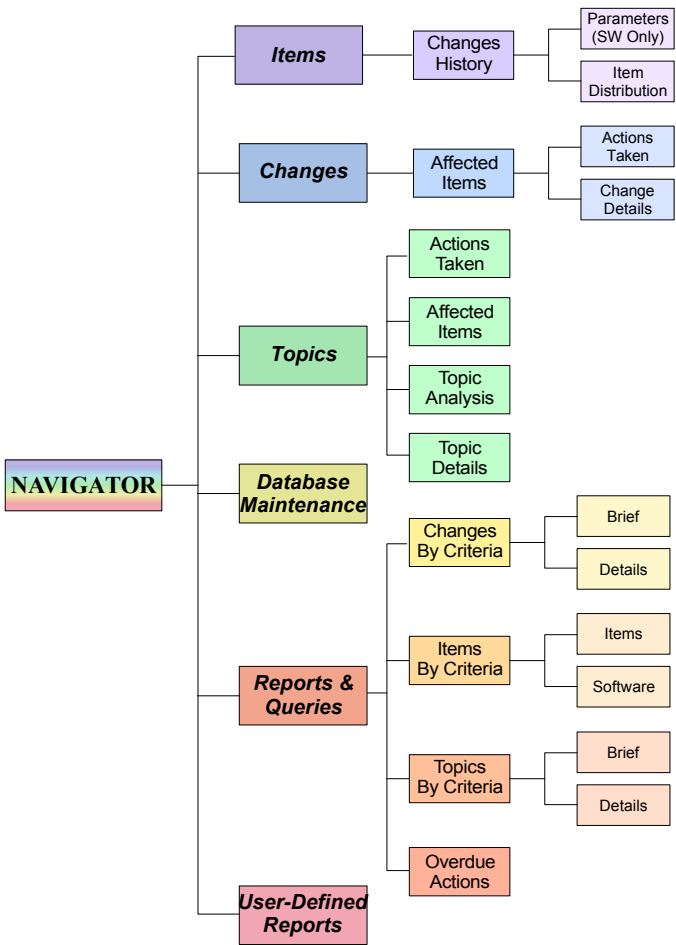 NAVIGATOR
Items
Changes
History
Parameters
(SW Only)
Item
Distribution
Changes
Affected
Items
Actions
Taken
Change
Details
Topics
Actions
Taken
Affected
Items
Topic
Analysis
Topic
Details
Database
Maintenance
Reports &
Queries
Changes
By Criteria
Brief
Details
Items
By Criteria
Items
Software
Topics
By Criteria
Brief
Details
Overdue
Actions
User-Defined
Reports